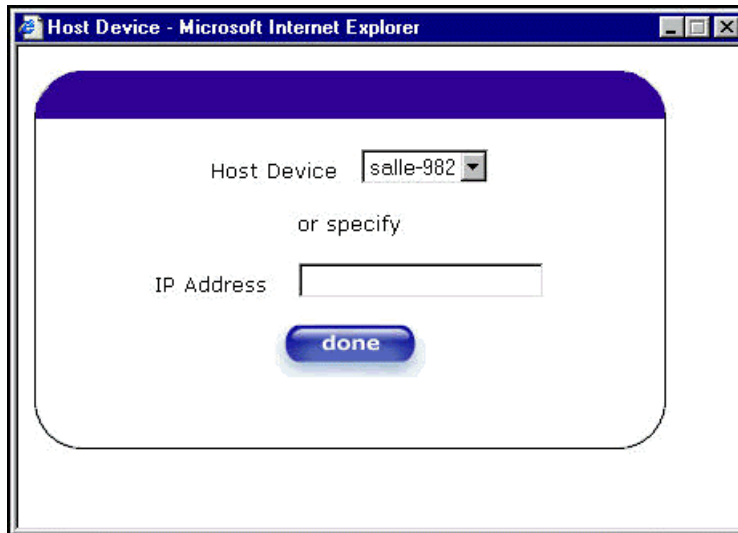 Host Device - Microsoft Internet Explorer
Host Device salle-982
or specify
IP Address
done